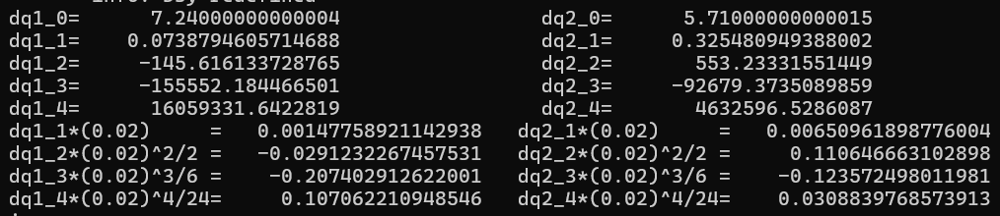 dq1_0=      7.24000000000004                 dq2_0=      5.71000000000015
dq1_1=    0.0738794605714688                 dq2_1=     0.325480949388002
dq1_2=     -145.616133728765                 dq2_2=      553.23331551449
dq1_3=     -155552.184466501                 dq2_3=     -92679.3735089859
dq1_4=      16059331.6422819                 dq2_4=      4632596.5286087
dq1_1*(0.02)     =   0.00147758921142938   dq2_1*(0.02)     =   0.00650961898776004
dq1_2*(0.02)^2/2 =   -0.0291232267457531   dq2_2*(0.02)^2/2 =     0.110646663102898
dq1_3*(0.02)^3/6 =    -0.207402912622001   dq2_3*(0.02)^3/6 =    -0.123572498011981
dq1_4*(0.02)^4/24=     0.107062210948546   dq2_4*(0.02)^4/24=    0.0308839768573913